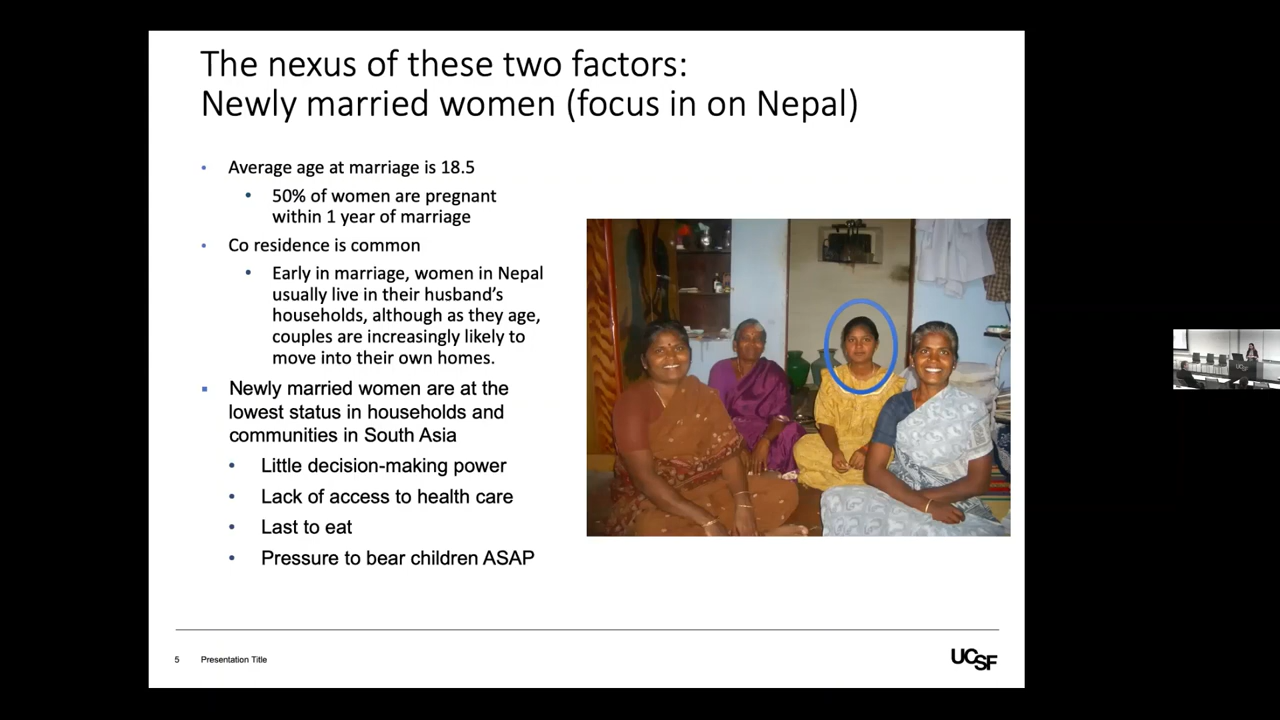 The nexus of these two factors:
Newly married women (focus in on Nepal)
• Average age at marriage is 18.5
• 50% of women are pregnant
within 1 year of marriage
• Co residence is common
• Early in marriage, women in Nepal
usually live in their husband’s
households, although as they age,
couples are increasingly likely to
move into their own homes.
▪ Newly married women are at the
lowest status in households and
communities in South Asia
• Little decision-making power
• Lack of access to health care
• Last to eat
• Pressure to bear children ASAP
5 Presentation Title
UCSF